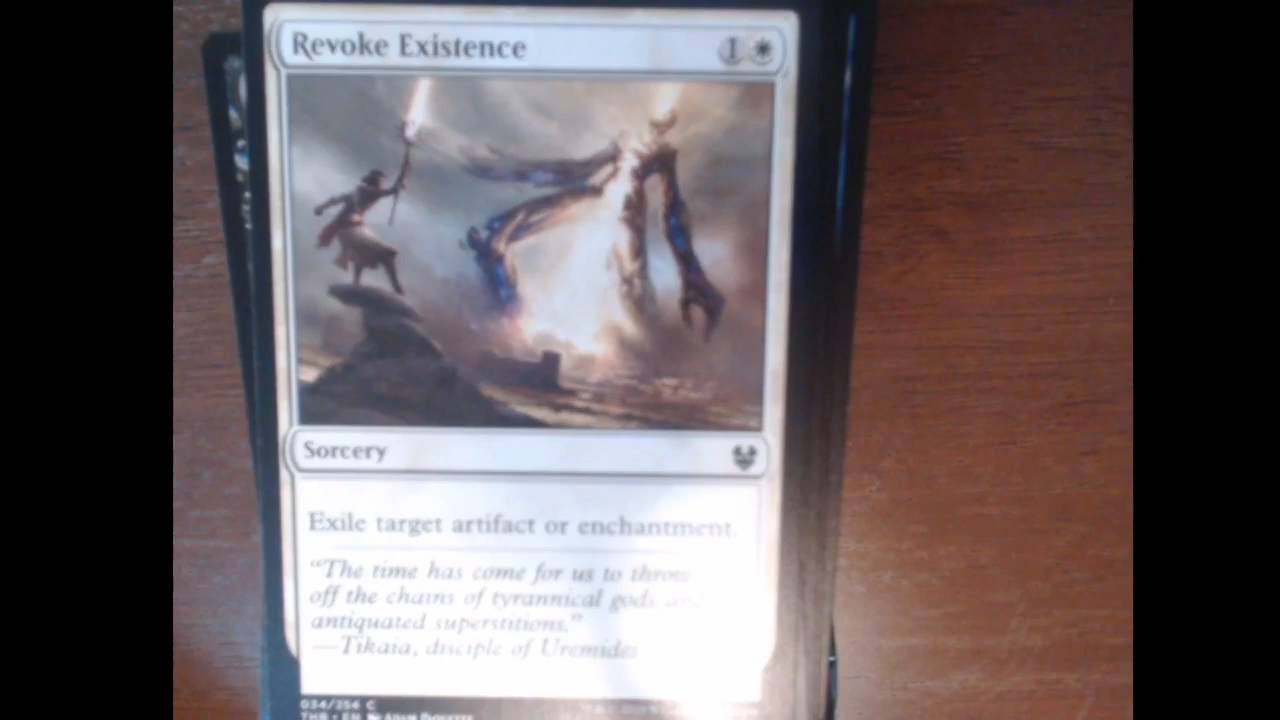 Revoke Existence 1
Sorcery
Exile target artifact or enchantment.
"The time has come for us to throw
off the chains of tyrannical gods and
antiquated superstitions."
—Tikaia, disciple of Uremides
034/254 C
THB • EN